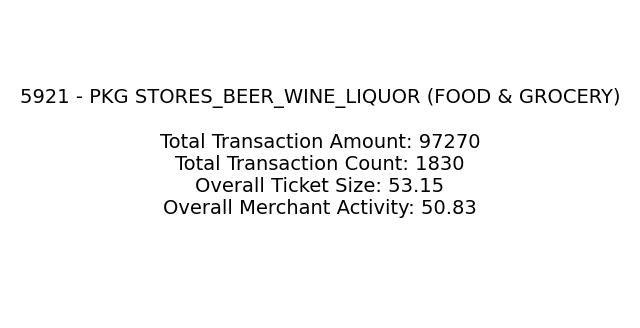 5921 - PKG STORES_BEER_WINE_LIQUOR (FOOD & GROCERY)
Total Transaction Amount: 97270
Total Transaction Count: 1830
Overall Ticket Size: 53.15
Overall Merchant Activity: 50.83